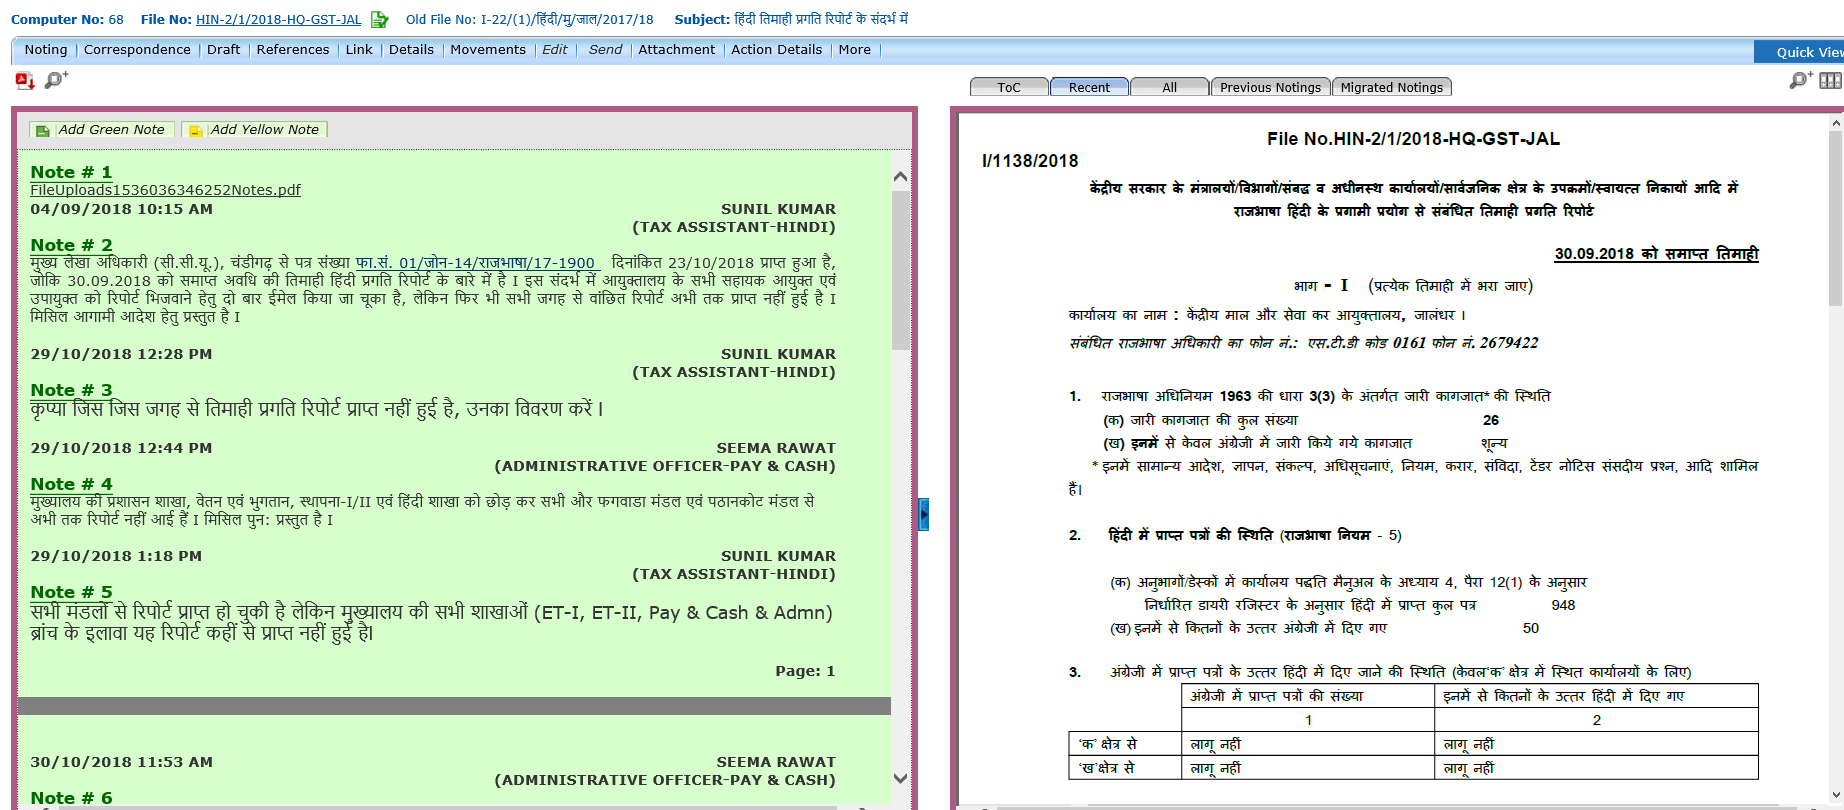 Computer No: 68 File No: HIN-2/1/2018-HQ-GST-JAL Old File No: I-22/(1)/हिंदी/मु/जाल/2017/18 Subject: हिंदी तिमाही प्रगति रिपोर्ट के संदर्भ में
Noting Correspondence Draft References Link Details Movements Edit Send Attachment Action Details More
Quick View
ToC Recent All Previous Notings Migrated Notings
Add Green Note Add Yellow Note
Note # 1
FileUploads1536036346252Notes.pdf
04/09/2018 10:15 AM SUNIL KUMAR
(TAX ASSISTANT-HINDI)
Note # 2
मुख्य लेखा अधिकारी (सी.सी.यू.), चंडीगढ़ से पत्र संख्या फा.सं. 01/जोन-14/राजभाषा/17-1900 दिनांकित 23/10/2018 प्राप्त हुआ है,
जोकि 30.09.2018 को समाप्त अवधि की तिमाही हिंदी प्रगति रिपोर्ट के बारे में है I इस संदर्भ में आयुक्तालय के सभी सहायक आयुक्त एवं
उपायुक्त को रिपोर्ट भिजवाने हेतु दो बार ईमेल किया जा चूका है, लेकिन फिर भी सभी जगह से वांछित रिपोर्ट अभी तक प्राप्त नहीं हुई है I
मिसिल आगामी आदेश हेतु प्रस्तुत है I
29/10/2018 12:28 PM SUNIL KUMAR
(TAX ASSISTANT-HINDI)
Note # 3
कृप्या जिस जिस जगह से तिमाही प्रगति रिपोर्ट प्राप्त नहीं हुई है, उनका विवरण करें I
29/10/2018 12:44 PM SEEMA RAWAT
(ADMINISTRATIVE OFFICER-PAY & CASH)
Note # 4
मुख्यालय की प्रशासन शाखा, वेतन एवं भुगतान, स्थापना-I/II एवं हिंदी शाखा को छोड़ कर सभी और फगवाडा मंडल एवं पठानकोट मंडल से
अभी तक रिपोर्ट नहीं आई हैं I मिसिल पुन: प्रस्तुत है I
29/10/2018 1:18 PM SUNIL KUMAR
(TAX ASSISTANT-HINDI)
Note # 5
सभी मंडलों से रिपोर्ट प्राप्त हो चुकी है लेकिन मुख्यालय की सभी शाखाओं (ET-I, ET-II, Pay & Cash & Admn)
ब्रांच के इलावा यह रिपोर्ट कहीं से प्राप्त नहीं हुई है।
Page: 1
30/10/2018 11:53 AM SEEMA RAWAT
(ADMINISTRATIVE OFFICER-PAY & CASH)
Note # 6
File No.HIN-2/1/2018-HQ-GST-JAL
I/1138/2018
केंद्रीय सरकार के मंत्रालयों/विभागों/संबद्ध व अधीनस्थ कार्यालयों/सार्वजनिक क्षेत्र के उपक्रमों/स्वायत्त निकायों आदि में
राजभाषा हिंदी के प्रगामी प्रयोग से संबंधित तिमाही प्रगति रिपोर्ट
30.09.2018 को समाप्त तिमाही
भाग - I (प्रत्येक तिमाही में भरा जाए)
कार्यालय का नाम : केंद्रीय माल और सेवा कर आयुक्तालय, जालंधर ।
संबंधित राजभाषा अधिकारी का फोन नं.: एस.टी.डी कोड 0161 फोन नं. 2679422
1. राजभाषा अधिनियम 1963 की धारा 3(3) के अंतर्गत जारी कागजात* की स्थिति
(क) जारी कागजात की कुल संख्या 26
(ख) इनमें से केवल अंग्रेजी में जारी किये गये कागजात शून्य
* इनमें सामान्य आदेश, ज्ञापन, संकल्प, अधिसूचनाएं, नियम, करार, संविदा, टेंडर नोटिस संसदीय प्रश्न, आदि शामिल
हैं।
2. हिंदी में प्राप्त पत्रों की स्थिति (राजभाषा नियम - 5)
(क) अनुभागों/डेस्कों में कार्यालय पद्धति मैनुअल के अध्याय 4, पैरा 12(1) के अनुसार
निर्धारित डायरी रजिस्टर के अनुसार हिंदी में प्राप्त कुल पत्र 948
(ख) इनमें से कितनों के उत्तर अंग्रेजी में दिए गए 50
3. अंग्रेजी में प्राप्त पत्रों के उत्तर हिंदी में दिए जाने की स्थिति (केवल'क' क्षेत्र में स्थित कार्यालयों के लिए)
अंग्रेजी में प्राप्त पत्रों की संख्या इनमें से कितनों के उत्तर हिंदी में दिए गए
1 2
'क' क्षेत्र से लागू नहीं लागू नहीं
'ख'क्षेत्र से लागू नहीं लागू नहीं